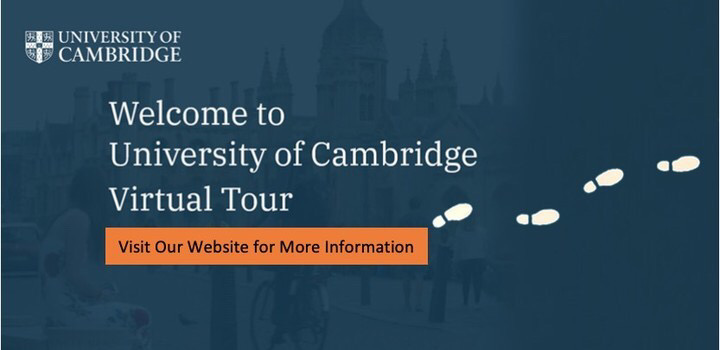 UNIVERSITY OF
CAMBRIDGE
Welcome to
University of Cambridge
Virtual Tour
Visit Our Website for More Information